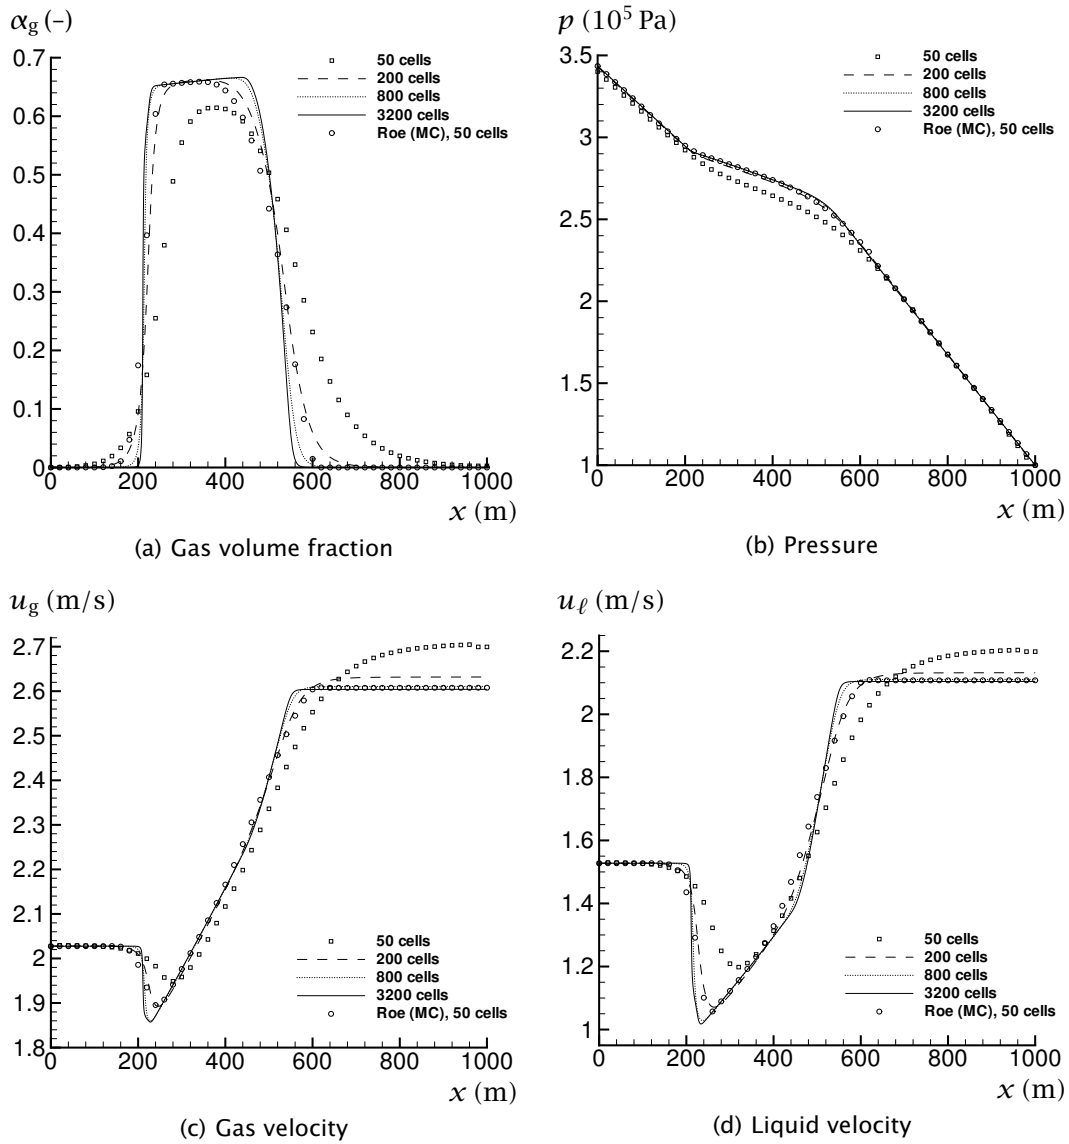 α_g (–)
0.7
0.6
0.5
0.4
0.3
0.2
0.1
0
0 200 400 600 800 1000
x (m)
50 cells
200 cells
800 cells
3200 cells
Roe (MC), 50 cells
(a) Gas volume fraction
p (10⁵ Pa)
3.5
3
2.5
2
1.5
1
0 200 400 600 800 1000
x (m)
50 cells
200 cells
800 cells
3200 cells
Roe (MC), 50 cells
(b) Pressure
u_g (m/s)
2.7
2.6
2.5
2.4
2.3
2.2
2.1
2
1.9
1.8
0 200 400 600 800 1000
x (m)
50 cells
200 cells
800 cells
3200 cells
Roe (MC), 50 cells
(c) Gas velocity
u_ℓ (m/s)
2.2
2
1.8
1.6
1.4
1.2
1
0 200 400 600 800 1000
x (m)
50 cells
200 cells
800 cells
3200 cells
Roe (MC), 50 cells
(d) Liquid velocity